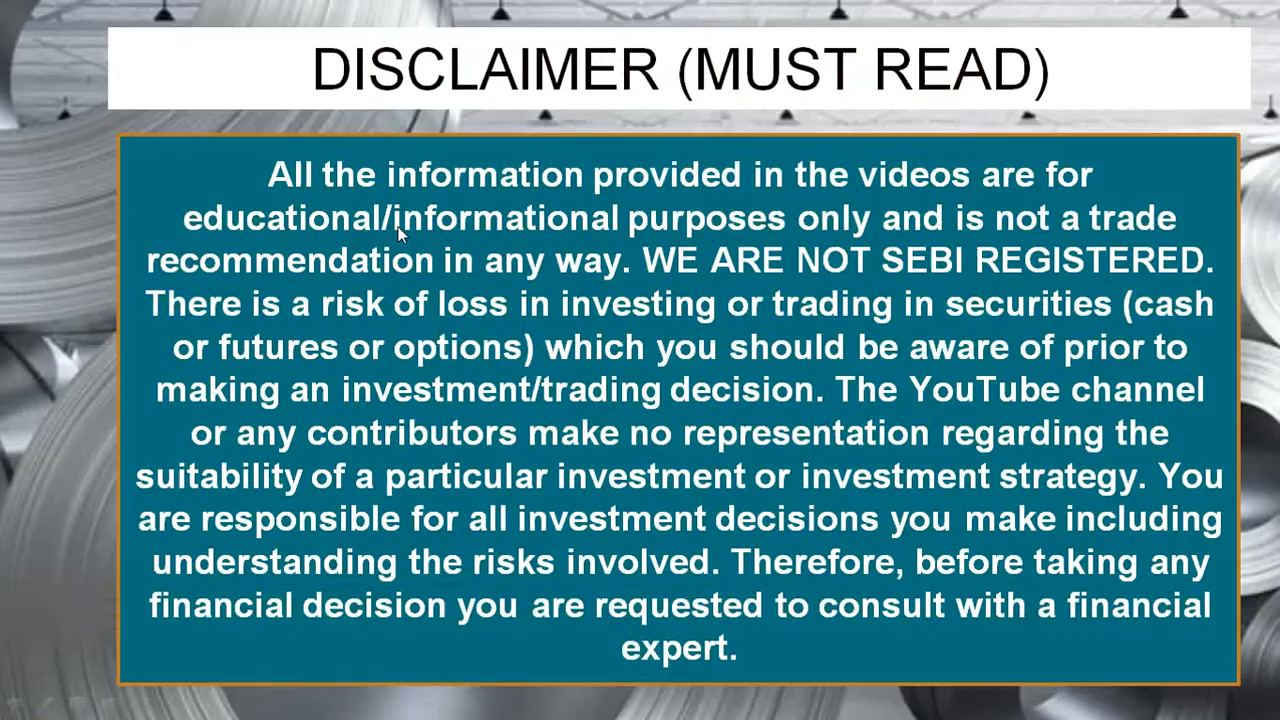 DISCLAIMER (MUST READ)
All the information provided in the videos are for
educational/informational purposes only and is not a trade
recommendation in any way. WE ARE NOT SEBI REGISTERED.
There is a risk of loss in investing or trading in securities (cash
or futures or options) which you should be aware of prior to
making an investment/trading decision. The YouTube channel
or any contributors make no representation regarding the
suitability of a particular investment or investment strategy. You
are responsible for all investment decisions you make including
understanding the risks involved. Therefore, before taking any
financial decision you are requested to consult with a financial
expert.